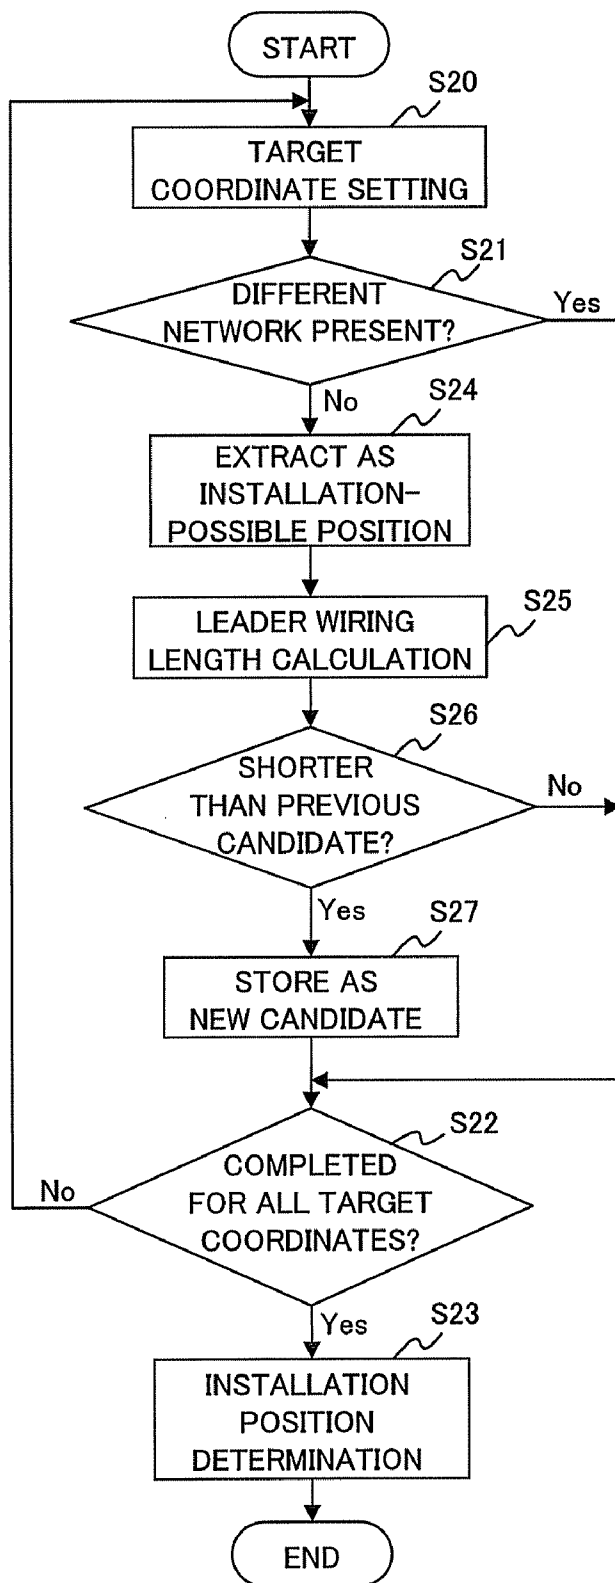 START
S20
TARGET
COORDINATE SETTING
S21
DIFFERENT
NETWORK PRESENT?
Yes
No
S24
EXTRACT AS
INSTALLATION-
POSSIBLE POSITION
S25
LEADER WIRING
LENGTH CALCULATION
S26
SHORTER
THAN PREVIOUS
CANDIDATE?
No
Yes
S27
STORE AS
NEW CANDIDATE
S22
COMPLETED
FOR ALL TARGET
COORDINATES?
No
Yes
S23
INSTALLATION
POSITION
DETERMINATION
END